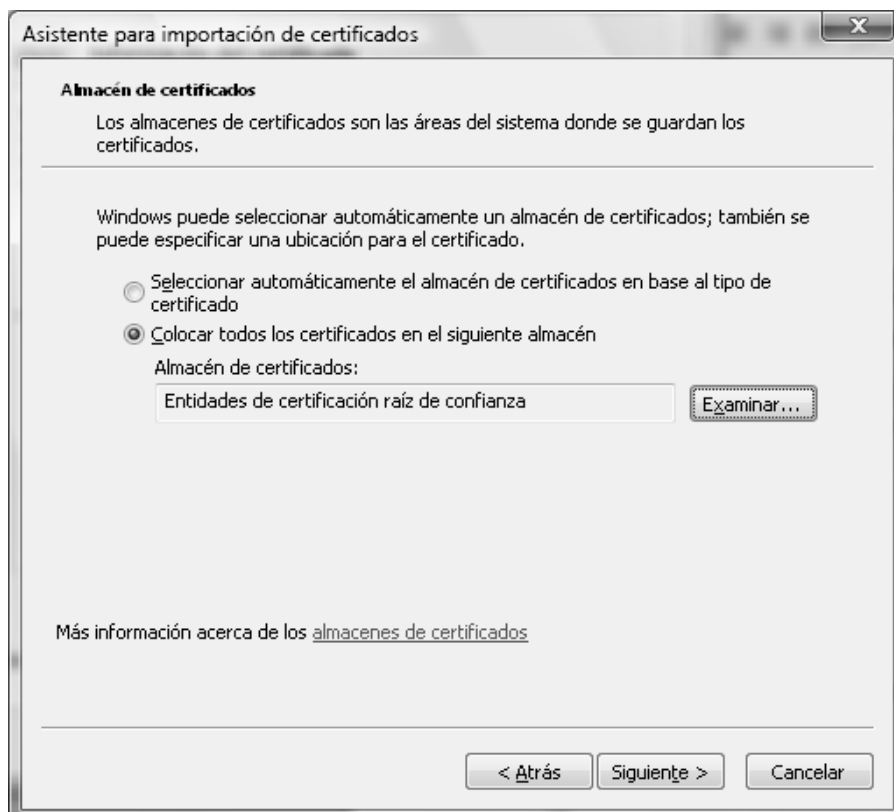 Asistente para importación de certificados
X
Almacén de certificados
Los almacenes de certificados son las áreas del sistema donde se guardan los
certificados.
Windows puede seleccionar automáticamente un almacén de certificados; también se
puede especificar una ubicación para el certificado.
Seleccionar automáticamente el almacén de certificados en base al tipo de
certificado
Colocar todos los certificados en el siguiente almacén
Almacén de certificados:
Entidades de certificación raíz de confianza
Examinar...
Más información acerca de los almacenes de certificados
< Atrás
Siguiente >
Cancelar